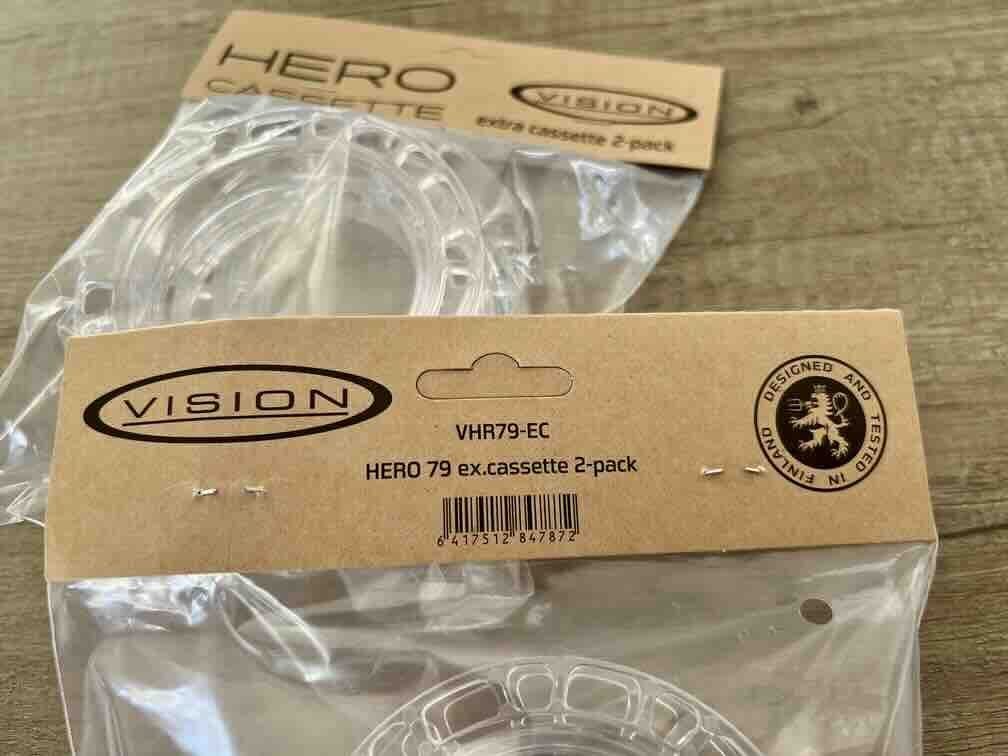 HERO
CASSETTE
VISION
extra cassette 2-pack
VISION
VHR79-EC
HERO 79 ex.cassette 2-pack
6 417512 847872
DESIGNED AND TESTED IN FINLAND